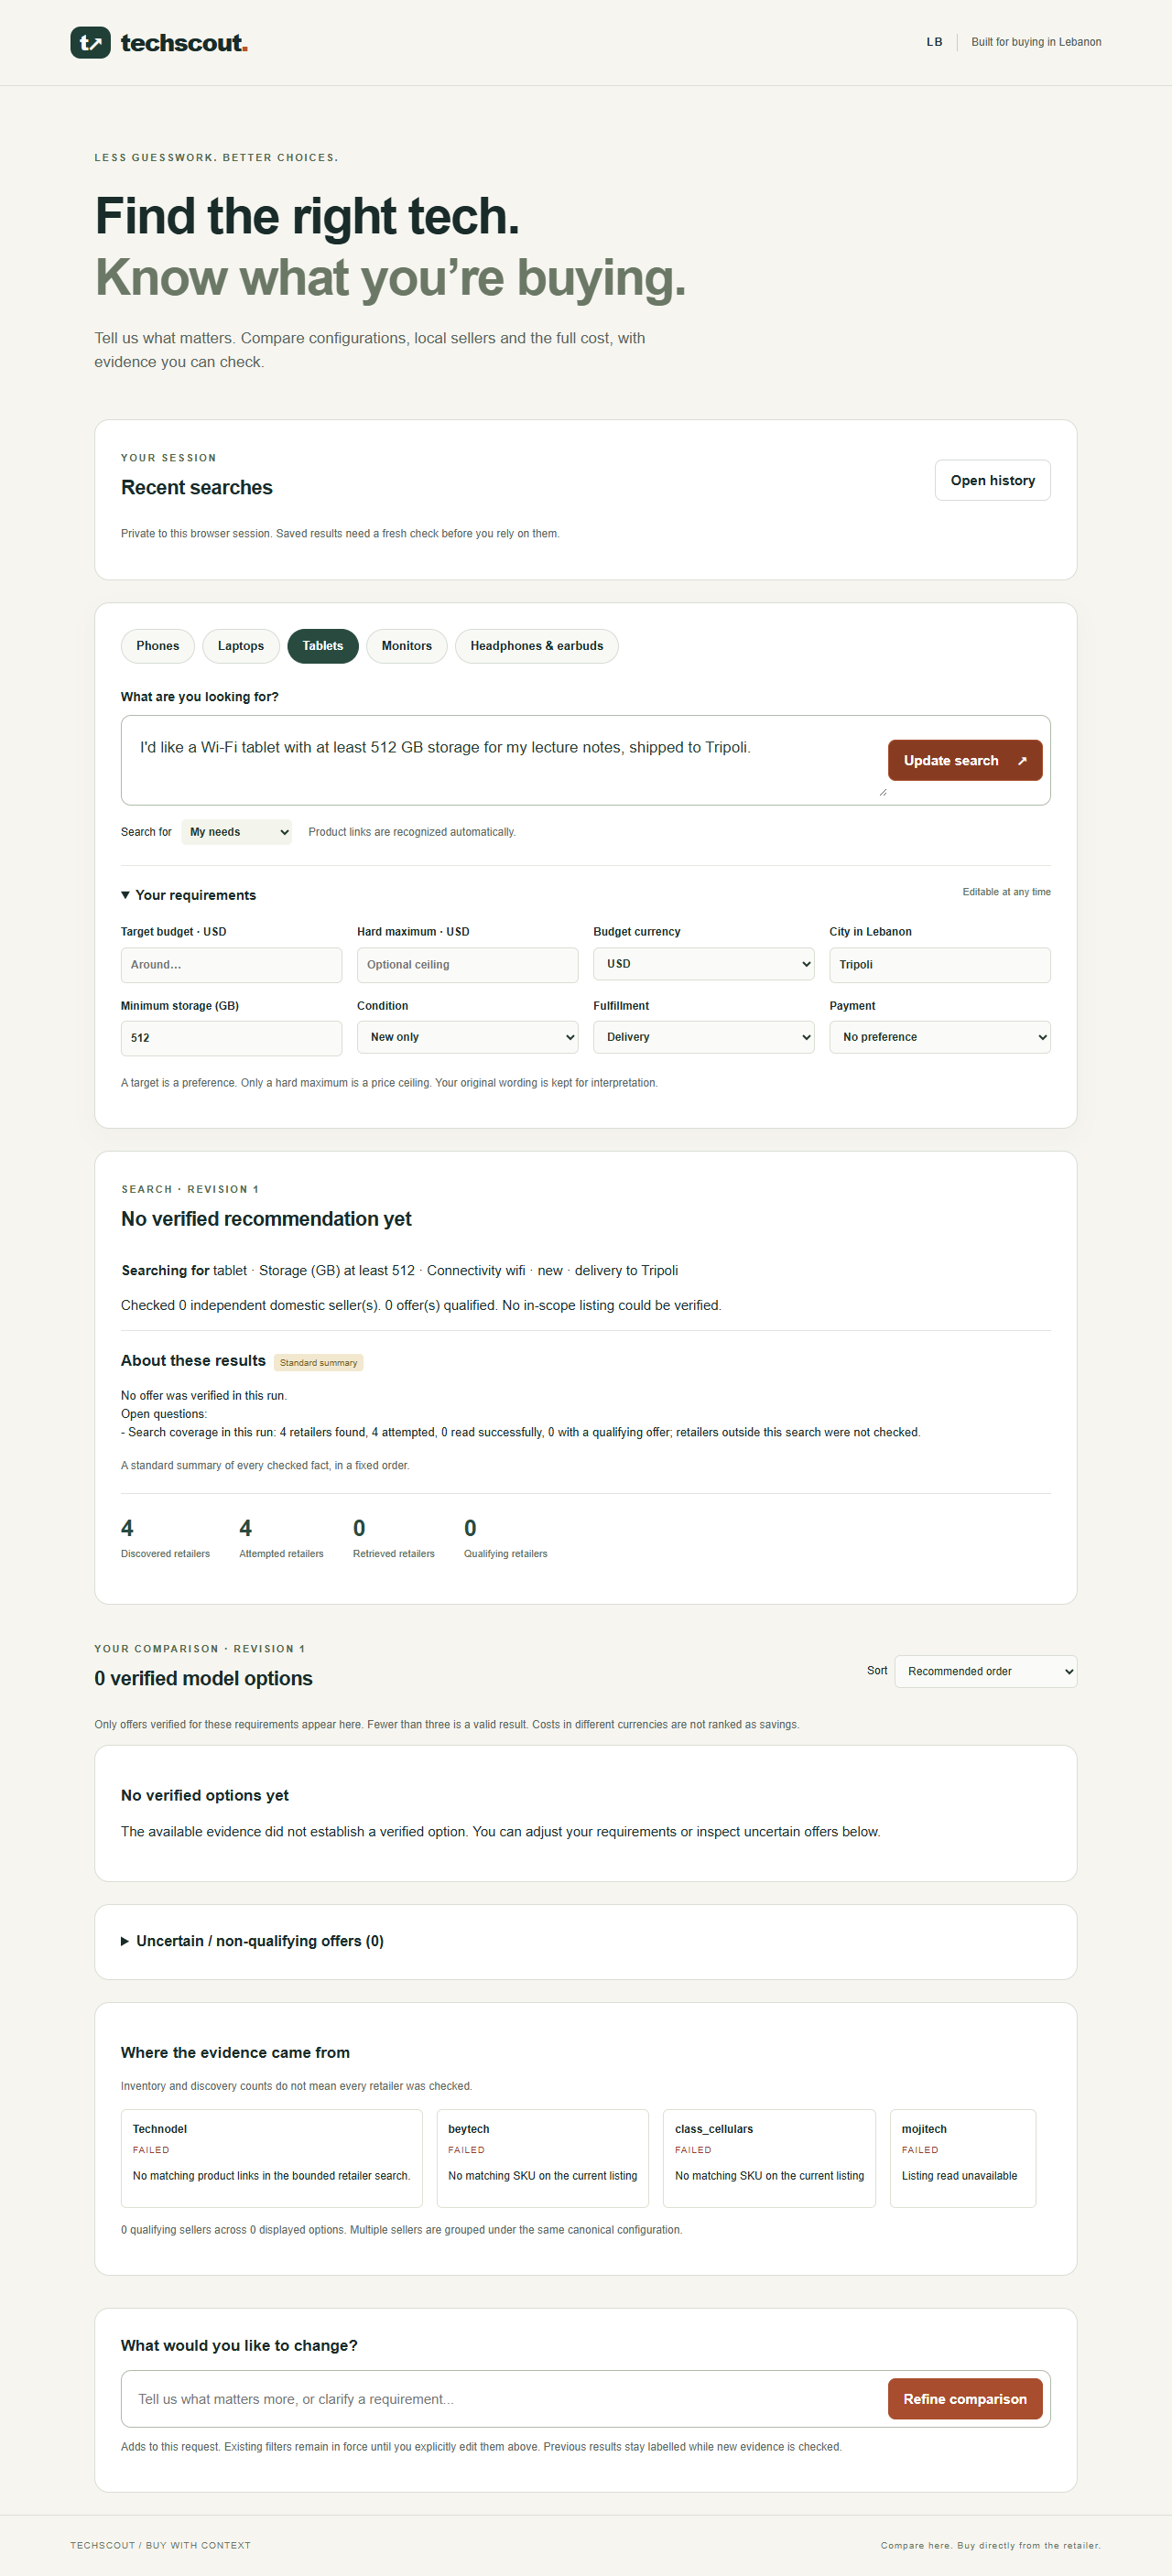 t↗ techscout.
LB
Built for buying in Lebanon
LESS GUESSWORK. BETTER CHOICES.
Find the right tech.
Know what you’re buying.
Tell us what matters. Compare configurations, local sellers and the full cost, with
evidence you can check.
YOUR SESSION
Recent searches
Open history
Private to this browser session. Saved results need a fresh check before you rely on them.
Phones
Laptops
Tablets
Monitors
Headphones & earbuds
What are you looking for?
I'd like a Wi-Fi tablet with at least 512 GB storage for my lecture notes, shipped to Tripoli.
Update search ↗
Search for
My needs
Product links are recognized automatically.
▼ Your requirements
Editable at any time
Target budget · USD
Hard maximum · USD
Budget currency
City in Lebanon
Around...
Optional ceiling
USD
Tripoli
Minimum storage (GB)
Condition
Fulfillment
Payment
512
New only
Delivery
No preference
A target is a preference. Only a hard maximum is a price ceiling. Your original wording is kept for interpretation.
SEARCH · REVISION 1
No verified recommendation yet
Searching for tablet · Storage (GB) at least 512 · Connectivity wifi · new · delivery to Tripoli
Checked 0 independent domestic seller(s). 0 offer(s) qualified. No in-scope listing could be verified.
About these results
Standard summary
No offer was verified in this run.
Open questions:
- Search coverage in this run: 4 retailers found, 4 attempted, 0 read successfully, 0 with a qualifying offer; retailers outside this search were not checked.
A standard summary of every checked fact, in a fixed order.
4
4
0
0
Discovered retailers
Attempted retailers
Retrieved retailers
Qualifying retailers
YOUR COMPARISON · REVISION 1
0 verified model options
Sort
Recommended order
Only offers verified for these requirements appear here. Fewer than three is a valid result. Costs in different currencies are not ranked as savings.
No verified options yet
The available evidence did not establish a verified option. You can adjust your requirements or inspect uncertain offers below.
▶ Uncertain / non-qualifying offers (0)
Where the evidence came from
Inventory and discovery counts do not mean every retailer was checked.
Technodel
FAILED
No matching product links in the bounded retailer search.
beytech
FAILED
No matching SKU on the current listing
class_cellulars
FAILED
No matching SKU on the current listing
mojitech
FAILED
Listing read unavailable
0 qualifying sellers across 0 displayed options. Multiple sellers are grouped under the same canonical configuration.
What would you like to change?
Tell us what matters more, or clarify a requirement...
Refine comparison
Adds to this request. Existing filters remain in force until you explicitly edit them above. Previous results stay labelled while new evidence is checked.
TECHSCOUT / BUY WITH CONTEXT
Compare here. Buy directly from the retailer.